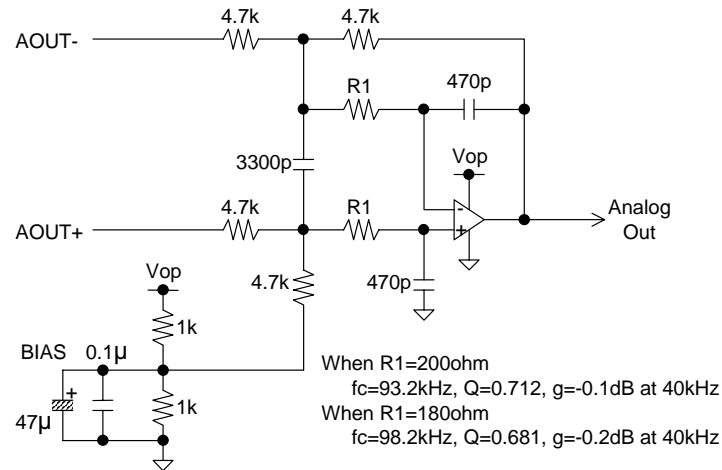 4.7k
4.7k
AOUT-
R1
470p
3300p
Vop
-
+
4.7k
R1
Analog
Out
AOUT+
4.7k
470p
Vop
1k
BIAS
0.1µ
+
47µ
1k
When R1=200ohm
fc=93.2kHz, Q=0.712, g=-0.1dB at 40kHz
When R1=180ohm
fc=98.2kHz, Q=0.681, g=-0.2dB at 40kHz